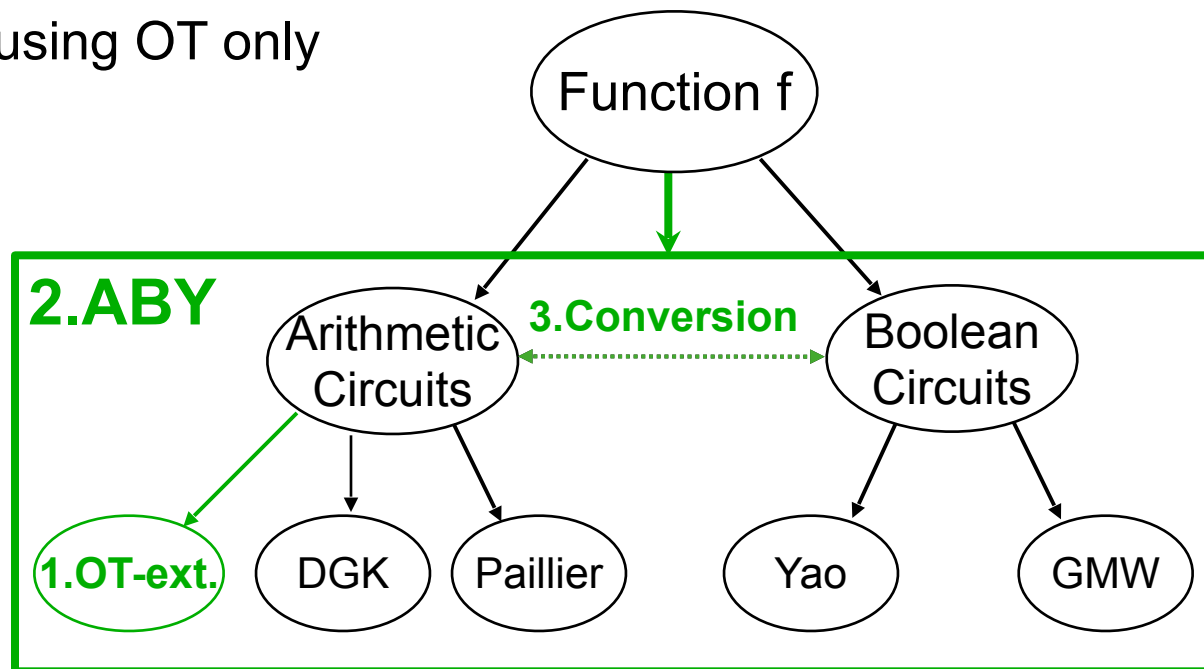 using OT only
Function f
2.ABY
3.Conversion
Arithmetic
Circuits
Boolean
Circuits
1.OT-ext.
DGK
Paillier
Yao
GMW